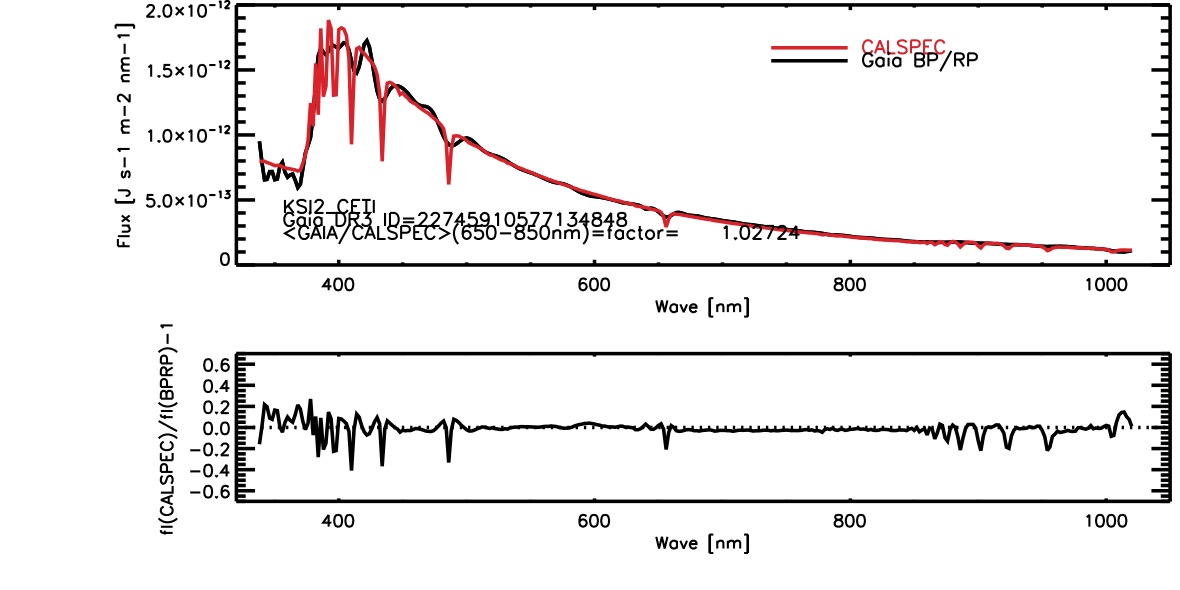 2.0×10−12
1.5×10−12
1.0×10−12
5.0×10−13
0
Flux [J s−1 m−2 nm−1]
CALSPEC
Gaia BP/RP
KSI2_CETI
Gaia DR3 ID=22745910577134848
<GAIA/CALSPEC>(650−850nm)=factor= 1.02724
400 600 800 1000
Wave [nm]
fl(CALSPEC)/fl(BPRP)−1
0.6
0.4
0.2
0.0
−0.2
−0.4
−0.6
400 600 800 1000
Wave [nm]